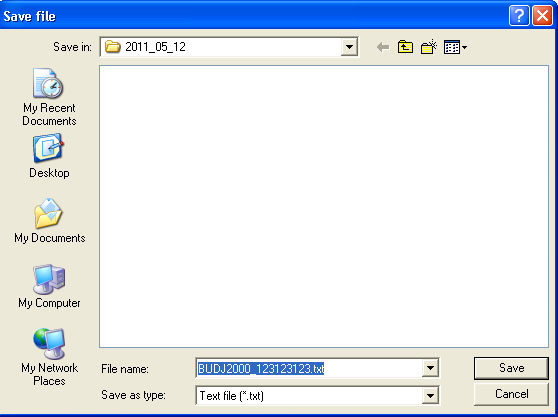 Save file
Save in: 2011_05_12
My Recent
Documents
Desktop
My Documents
My Computer
My Network
Places
File name: BUDJ2000_123123123.txt Save
Save as type: Text file (*.txt) Cancel